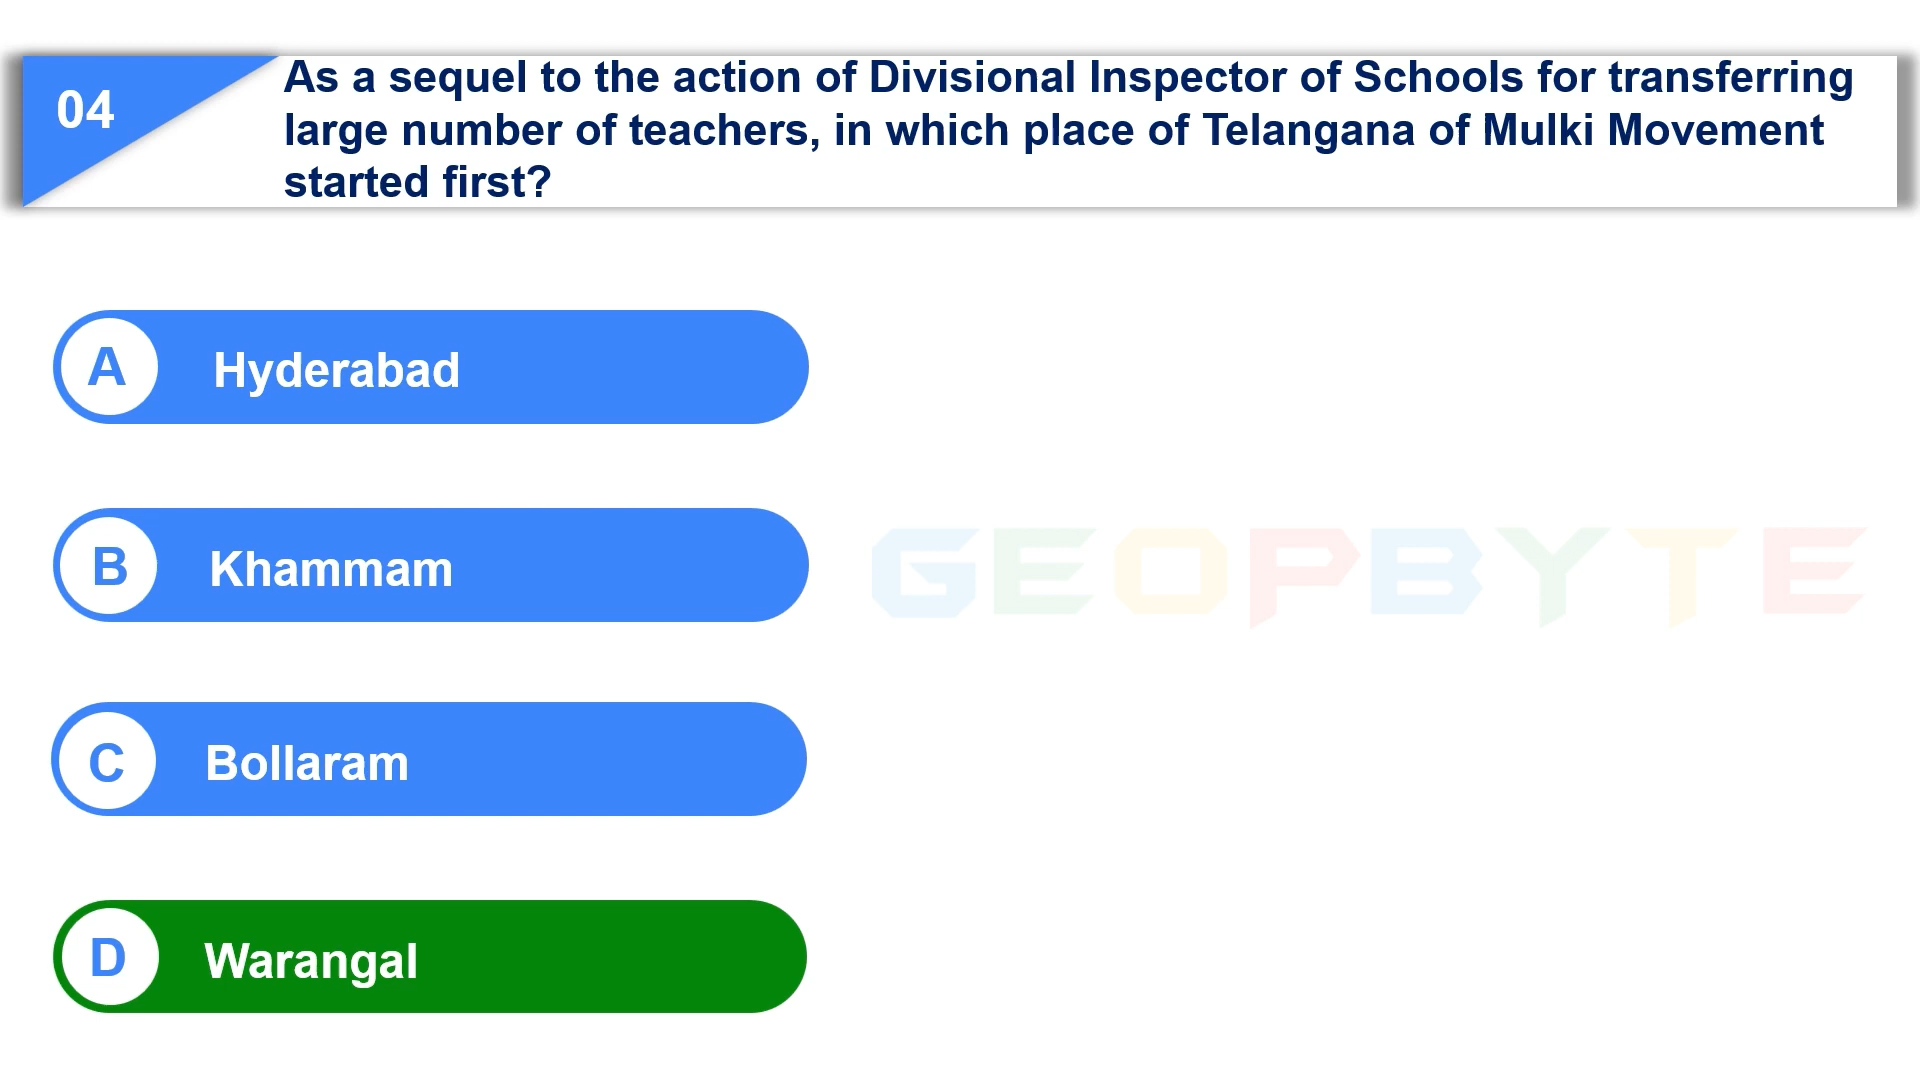 04
As a sequel to the action of Divisional Inspector of Schools for transferring
large number of teachers, in which place of Telangana of Mulki Movement
started first?
A Hyderabad
B Khammam
GEOPBYTE
C Bollaram
D Warangal